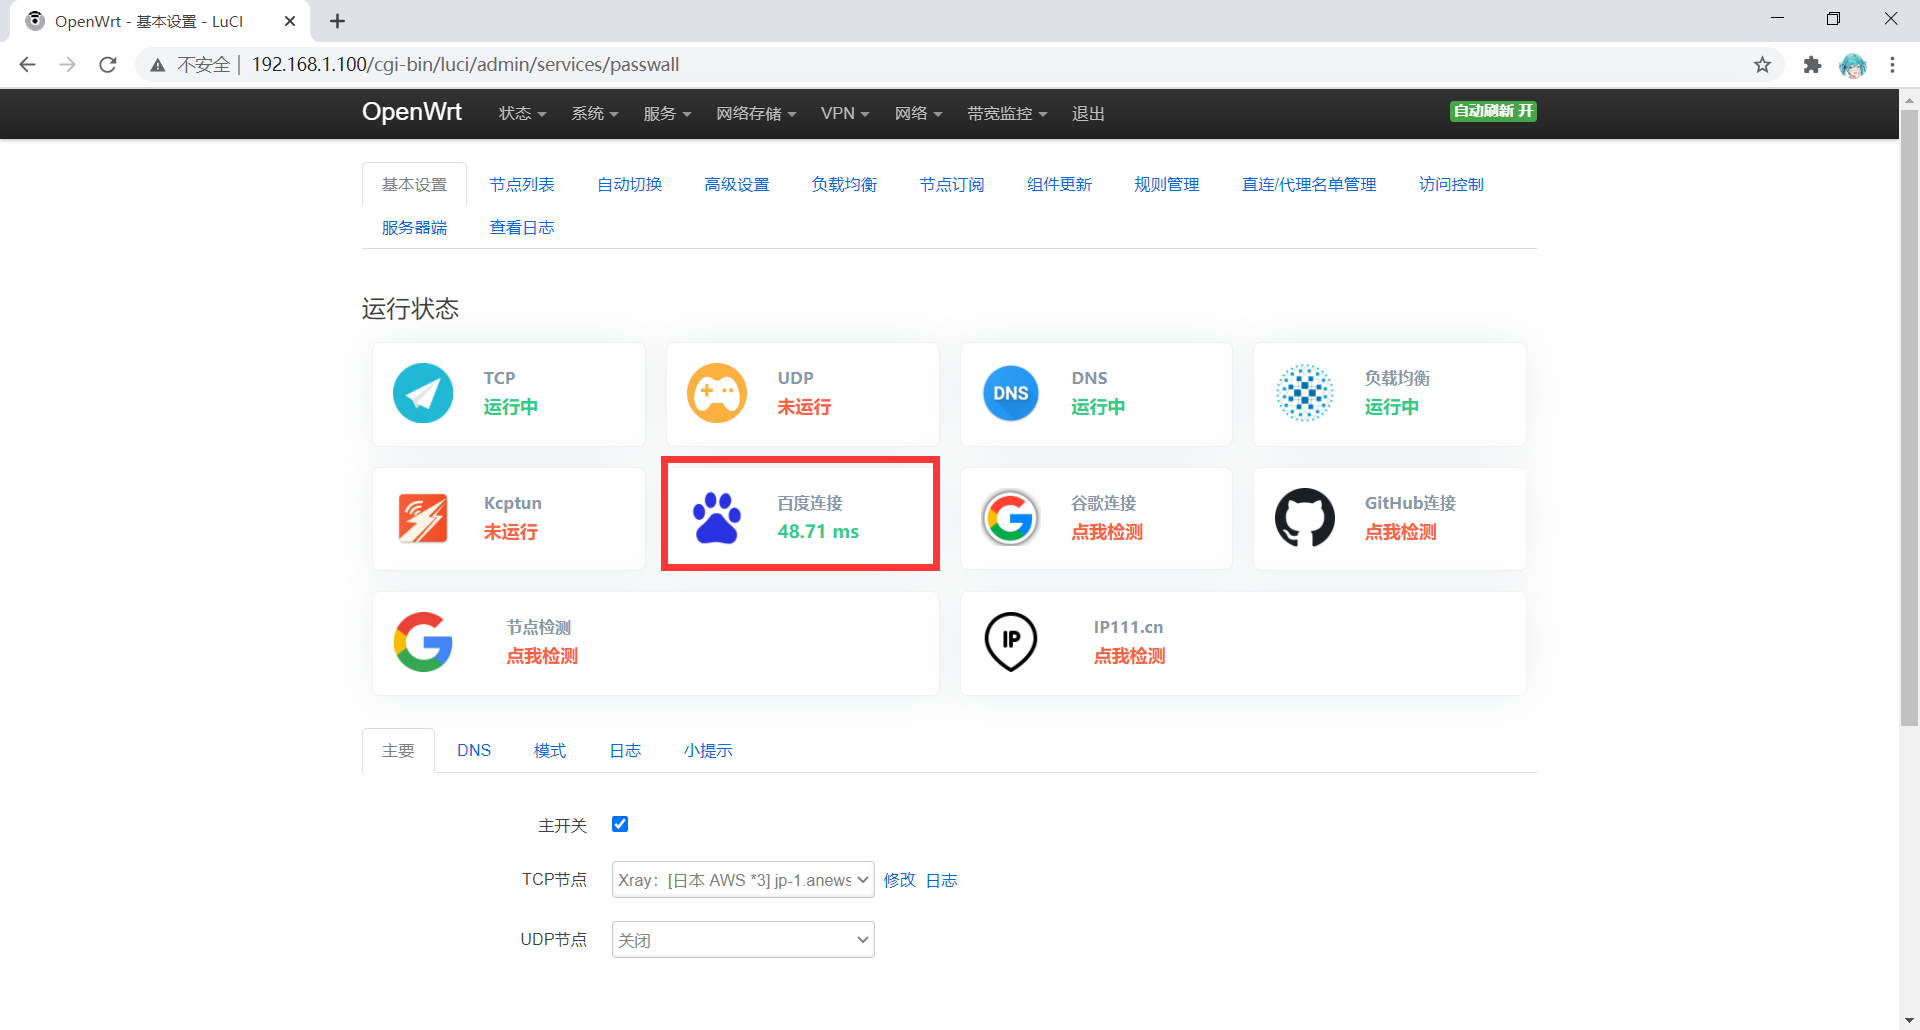 OpenWrt - 基本设置 - LuCI
不安全 | 192.168.1.100/cgi-bin/luci/admin/services/passwall
OpenWrt 状态 系统 服务 网络存储 VPN 网络 带宽监控 退出 自动刷新 开
基本设置 节点列表 自动切换 高级设置 负载均衡 节点订阅 组件更新 规则管理 直连/代理名单管理 访问控制
服务器端 查看日志
运行状态
TCP
运行中
UDP
未运行
DNS
DNS
运行中
负载均衡
运行中
Kcptun
未运行
百度连接
48.71 ms
谷歌连接
点我检测
GitHub连接
点我检测
节点检测
点我检测
IP
IP111.cn
点我检测
主要 DNS 模式 日志 小提示
主开关
TCP节点 Xray：[日本 AWS *3] jp-1.anews 修改 日志
UDP节点 关闭